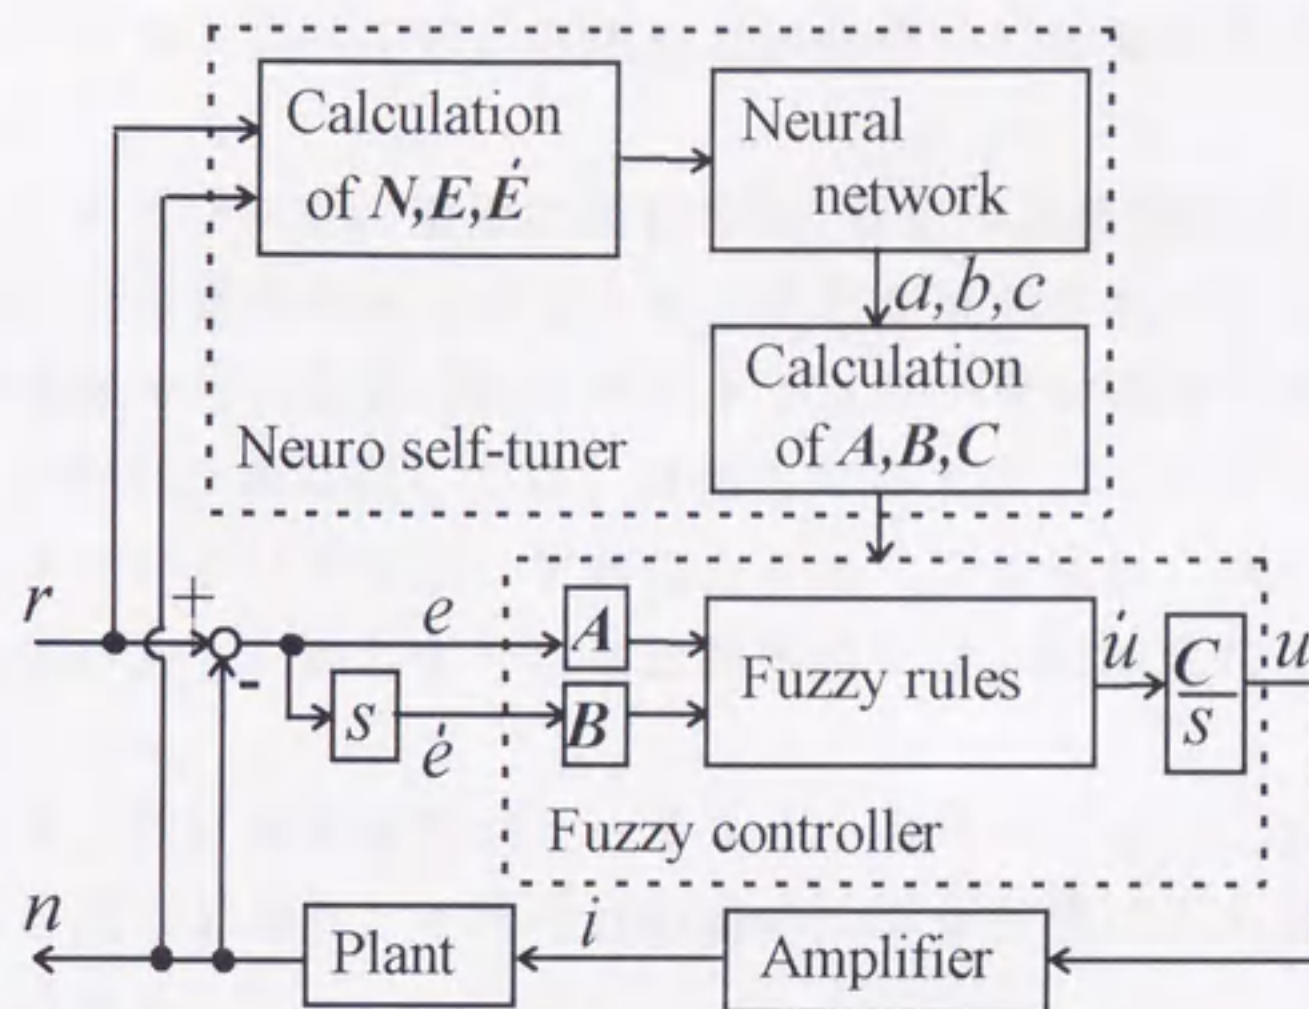 Calculation
of N,E,Ė
Neural
network
a,b,c
Calculation
of A,B,C
Neuro self-tuner
r
+
-
e
s
ė
A
B
Fuzzy rules
u̇
C
s
u
Fuzzy controller
n
Plant
i
Amplifier